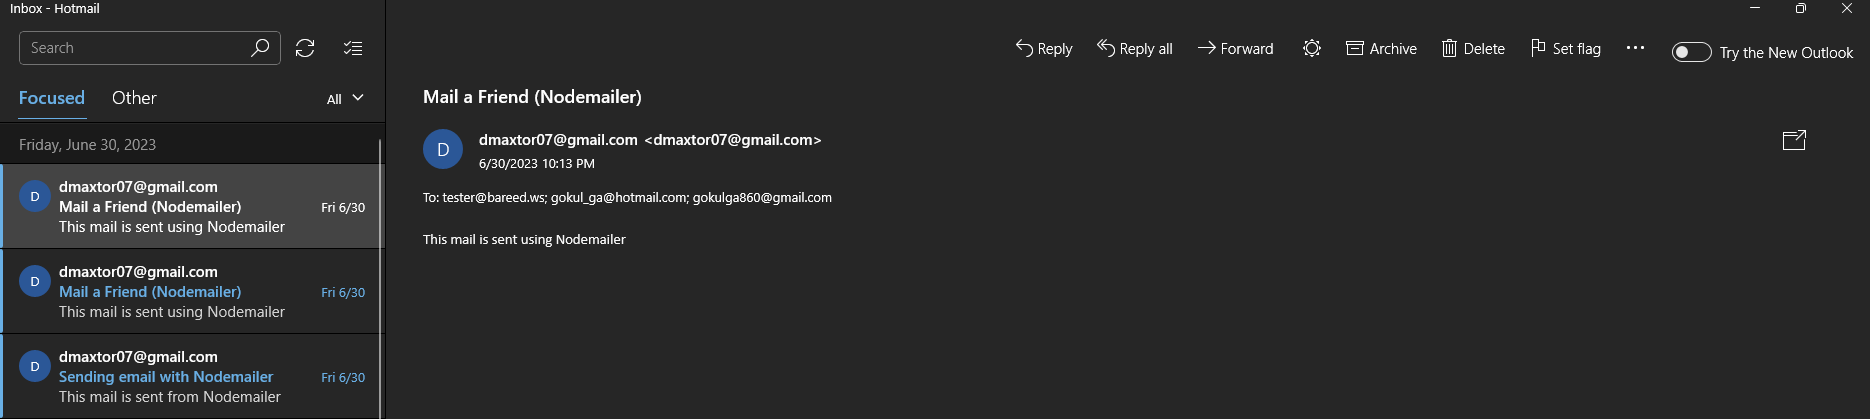 Inbox - Hotmail
Search
Focused Other All
Friday, June 30, 2023
D
dmaxtor07@gmail.com
Mail a Friend (Nodemailer) Fri 6/30
This mail is sent using Nodemailer
D
dmaxtor07@gmail.com
Mail a Friend (Nodemailer) Fri 6/30
This mail is sent using Nodemailer
D
dmaxtor07@gmail.com
Sending email with Nodemailer Fri 6/30
This mail is sent from Nodemailer
Reply Reply all Forward Archive Delete Set flag ... Try the New Outlook
Mail a Friend (Nodemailer)
D
dmaxtor07@gmail.com <dmaxtor07@gmail.com>
6/30/2023 10:13 PM
To: tester@bareed.ws; gokul_ga@hotmail.com; gokulga860@gmail.com
This mail is sent using Nodemailer